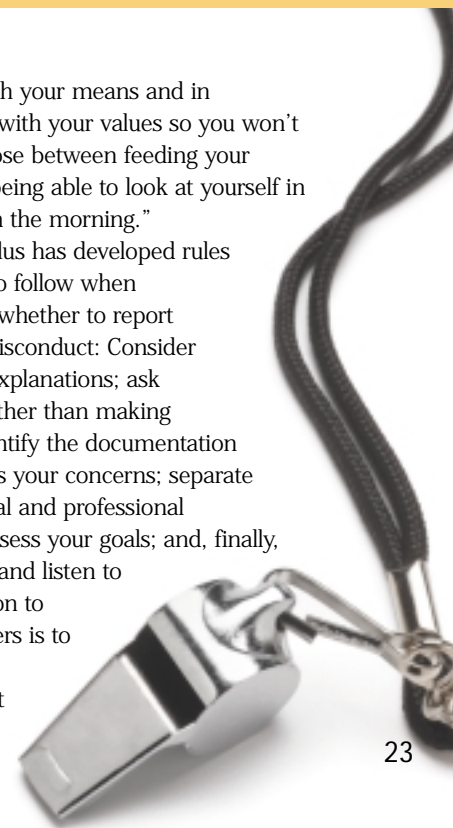 h your means and in
with your values so you won’t
ose between feeding your
being able to look at yourself in
n the morning.”
lus has developed rules
o follow when
whether to report
isconduct: Consider
xplanations; ask
ther than making
ntify the documentation
s your concerns; separate
al and professional
sess your goals; and, finally,
and listen to
on to
ers is to
t
23